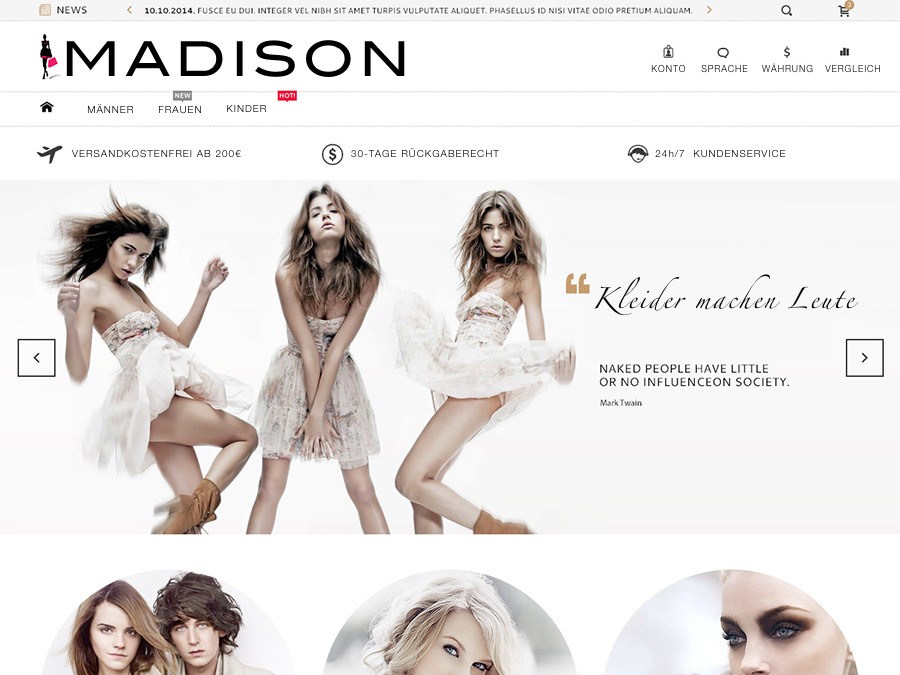 NEWS
10.10.2014. FUSCE EU DUI. INTEGER VEL NIBH SIT AMET TURPIS VULPUTATE ALIQUET. PHASELLUS ID NISI VITAE ODIO PRETIUM ALIQUAM.
3
MADISON
KONTO SPRACHE WÄHRUNG VERGLEICH
NEW HOT!
MÄNNER FRAUEN KINDER
VERSANDKOSTENFREI AB 200€ 30-TAGE RÜCKGABERECHT 24h/7 KUNDENSERVICE
“ Kleider machen Leute
NAKED PEOPLE HAVE LITTLE
OR NO INFLUENCEON SOCIETY.
Mark Twain